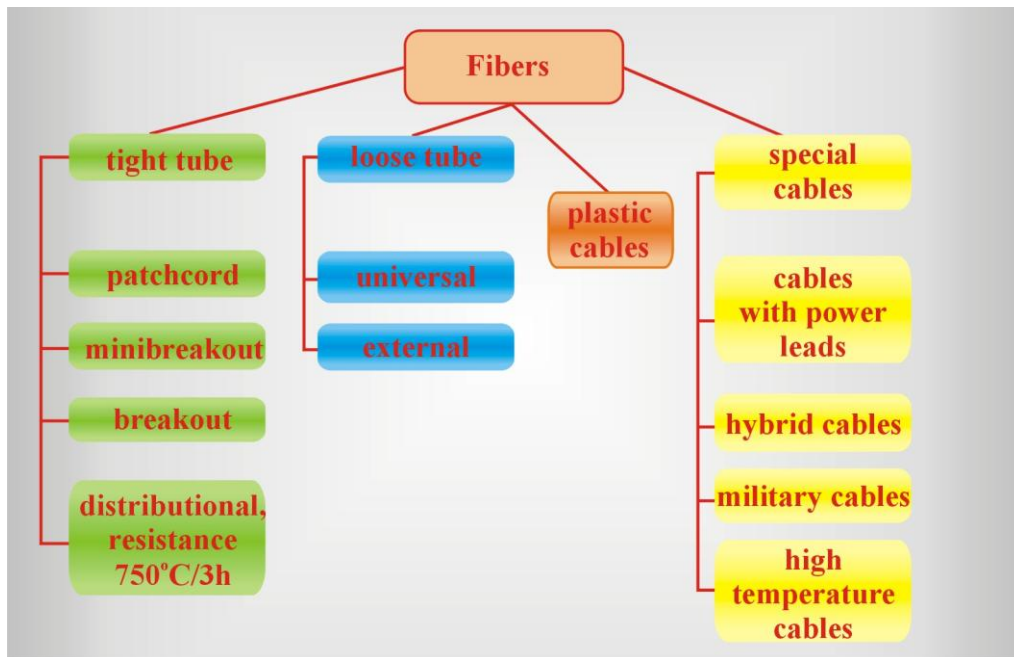 Fibers
tight tube
patchcord
minibreakout
breakout
distributional,
resistance
750°C/3h
loose tube
universal
external
plastic
cables
special
cables
cables
with power
leads
hybrid cables
military cables
high
temperature
cables